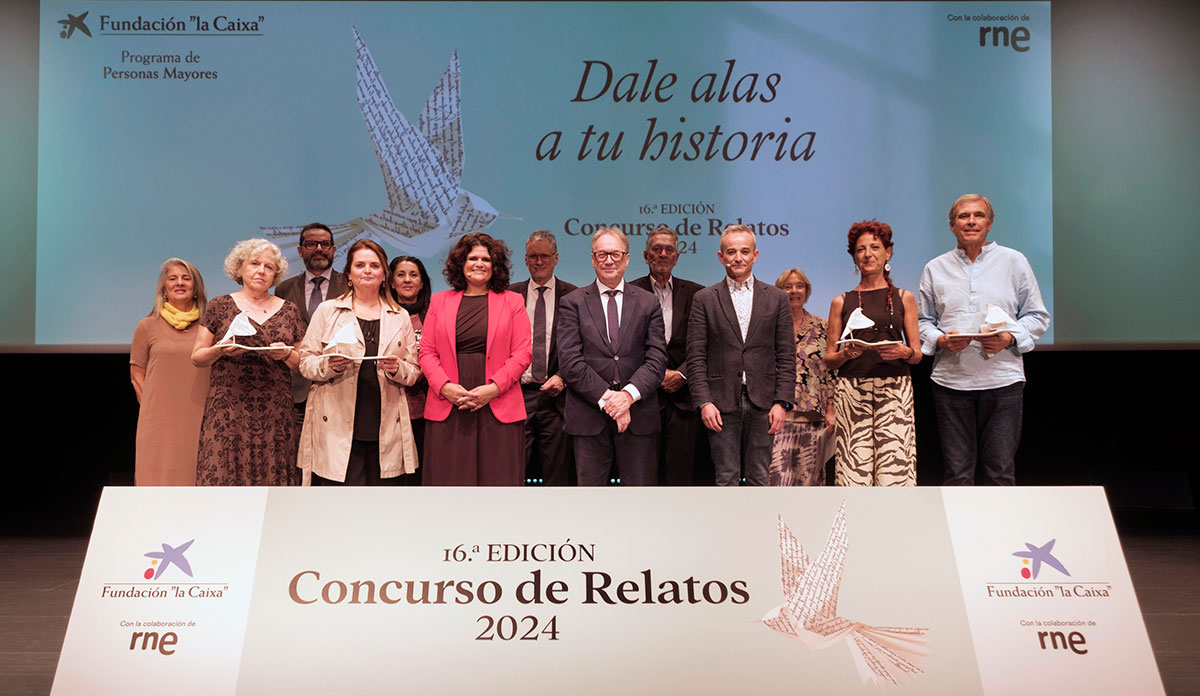 Fundación "la Caixa"
Programa de
Personas Mayores
Con la colaboración de
rne
Dale alas
a tu historia
16.ª EDICIÓN
Concurso de Relatos
2024
16.ª EDICIÓN
Concurso de Relatos
2024
Fundación "la Caixa"
Con la colaboración de
rne
Fundación "la Caixa"
Con la colaboración de
rne